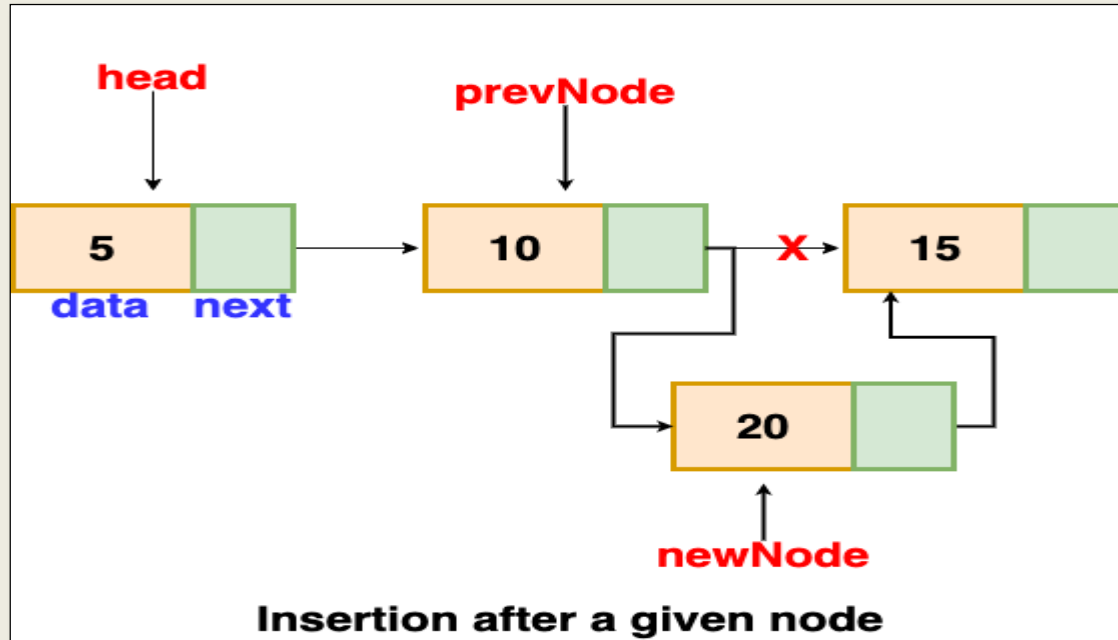 head
prevNode
5
10
X
15
data next
20
newNode
Insertion after a given node